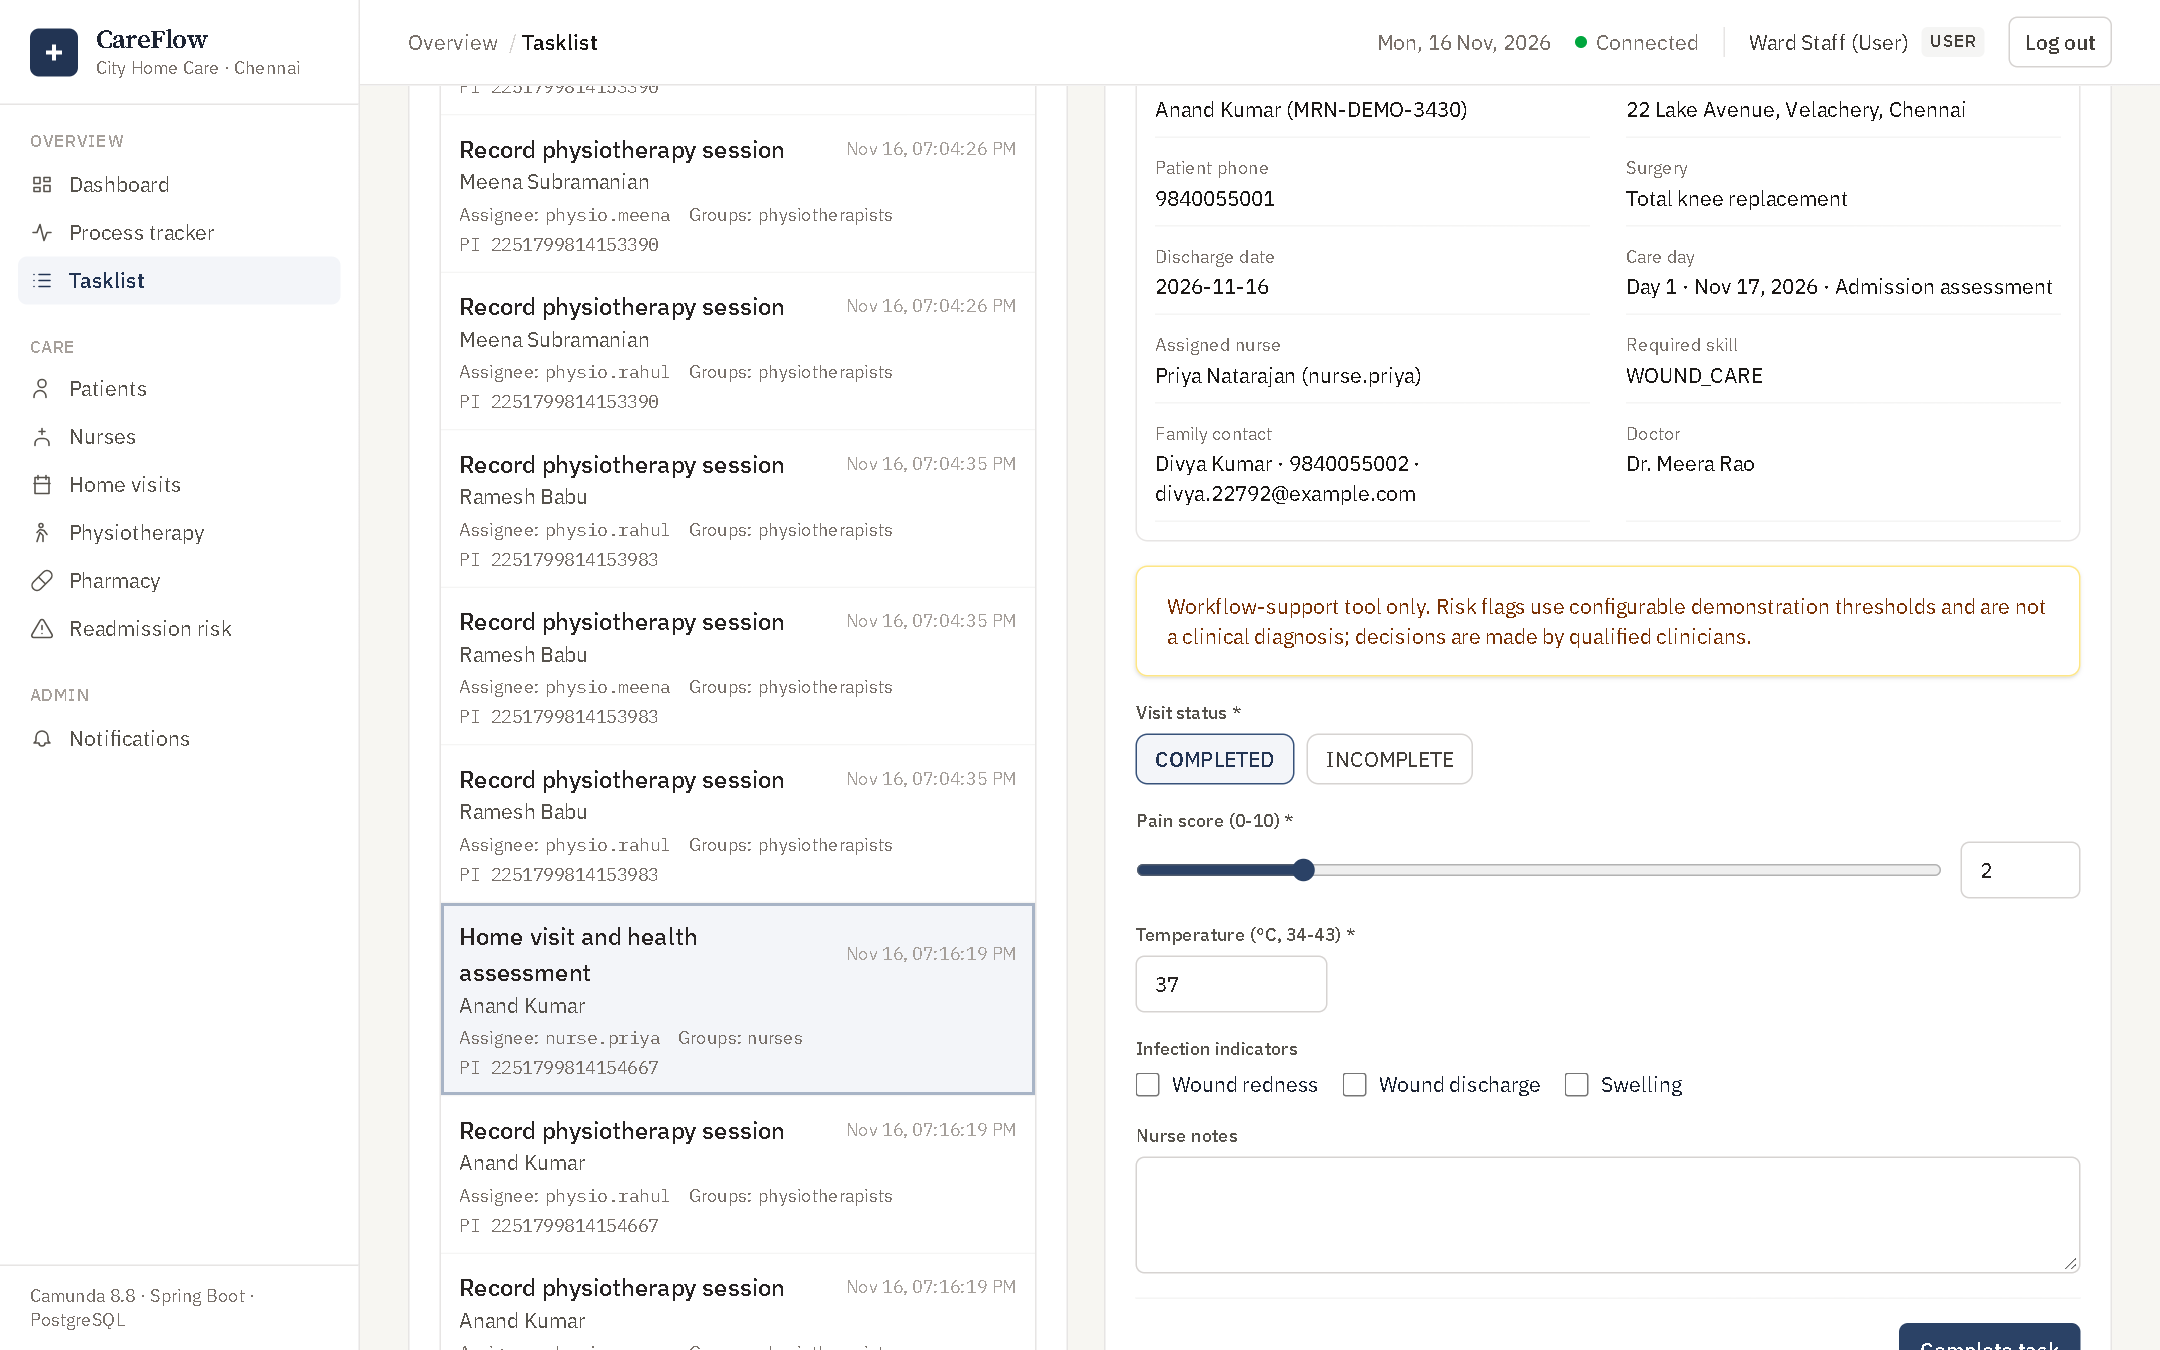 CareFlow
City Home Care · Chennai
OVERVIEW
Dashboard
Process tracker
Tasklist
CARE
Patients
Nurses
Home visits
Physiotherapy
Pharmacy
Readmission risk
ADMIN
Notifications
Camunda 8.8 · Spring Boot ·
PostgreSQL
Overview / Tasklist
Mon, 16 Nov, 2026
Connected
Ward Staff (User)
USER
Log out
PI 2251799814153390
Record physiotherapy session
Nov 16, 07:04:26 PM
Meena Subramanian
Assignee: physio.meena Groups: physiotherapists
PI 2251799814153390
Record physiotherapy session
Nov 16, 07:04:26 PM
Meena Subramanian
Assignee: physio.rahul Groups: physiotherapists
PI 2251799814153390
Record physiotherapy session
Nov 16, 07:04:35 PM
Ramesh Babu
Assignee: physio.rahul Groups: physiotherapists
PI 2251799814153983
Record physiotherapy session
Nov 16, 07:04:35 PM
Ramesh Babu
Assignee: physio.meena Groups: physiotherapists
PI 2251799814153983
Record physiotherapy session
Nov 16, 07:04:35 PM
Ramesh Babu
Assignee: physio.rahul Groups: physiotherapists
PI 2251799814153983
Home visit and health
assessment
Nov 16, 07:16:19 PM
Anand Kumar
Assignee: nurse.priya Groups: nurses
PI 2251799814154667
Record physiotherapy session
Nov 16, 07:16:19 PM
Anand Kumar
Assignee: physio.rahul Groups: physiotherapists
PI 2251799814154667
Record physiotherapy session
Nov 16, 07:16:19 PM
Anand Kumar
Anand Kumar (MRN-DEMO-3430)
22 Lake Avenue, Velachery, Chennai
Patient phone
9840055001
Surgery
Total knee replacement
Discharge date
2026-11-16
Care day
Day 1 · Nov 17, 2026 · Admission assessment
Assigned nurse
Priya Natarajan (nurse.priya)
Required skill
WOUND_CARE
Family contact
Divya Kumar · 9840055002 ·
divya.22792@example.com
Doctor
Dr. Meera Rao
Workflow-support tool only. Risk flags use configurable demonstration thresholds and are not
a clinical diagnosis; decisions are made by qualified clinicians.
Visit status *
COMPLETED
INCOMPLETE
Pain score (0-10) *
2
Temperature (°C, 34-43) *
37
Infection indicators
Wound redness
Wound discharge
Swelling
Nurse notes
Complete task